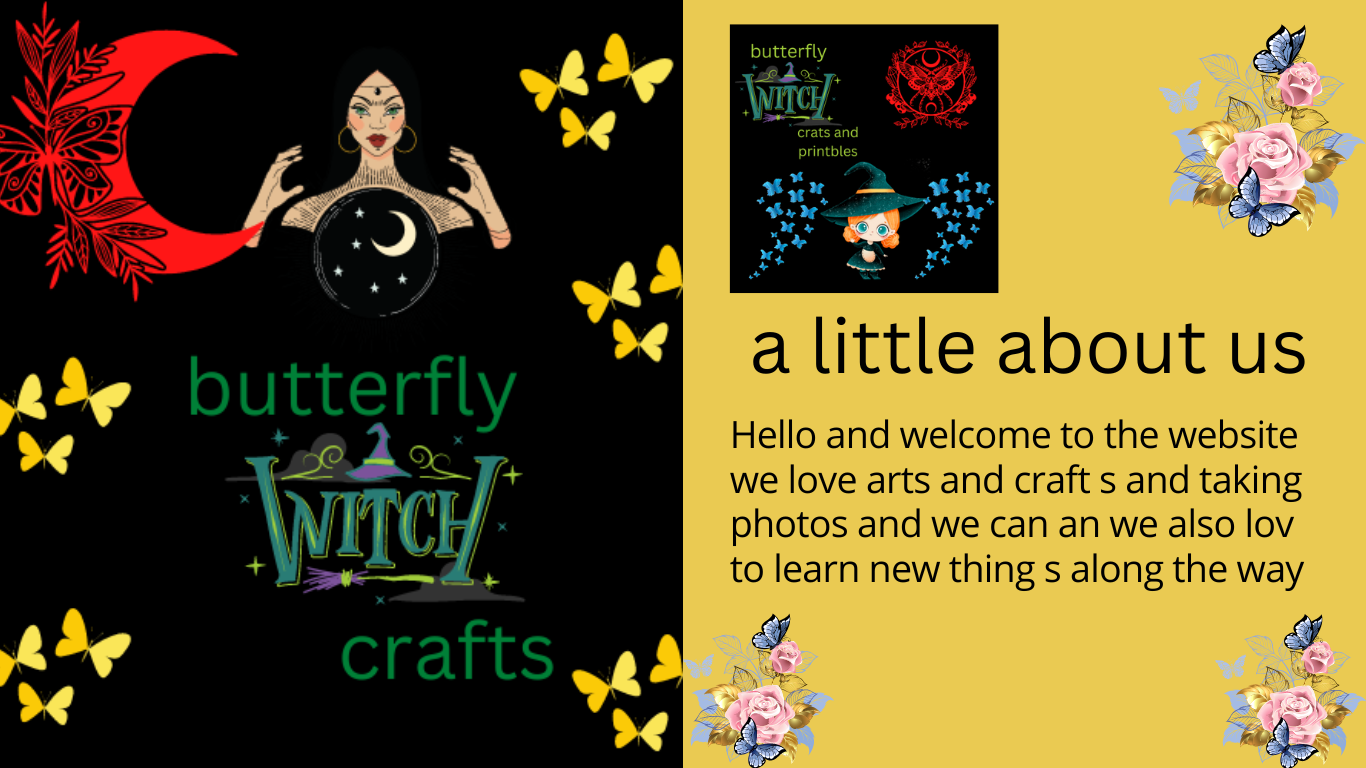 butterfly
WITCH
crafts
butterfly
WITCH
crats and
printbles
a little about us
Hello and welcome to the website
we love arts and craft s and taking
photos and we can an we also lov
to learn new thing s along the way